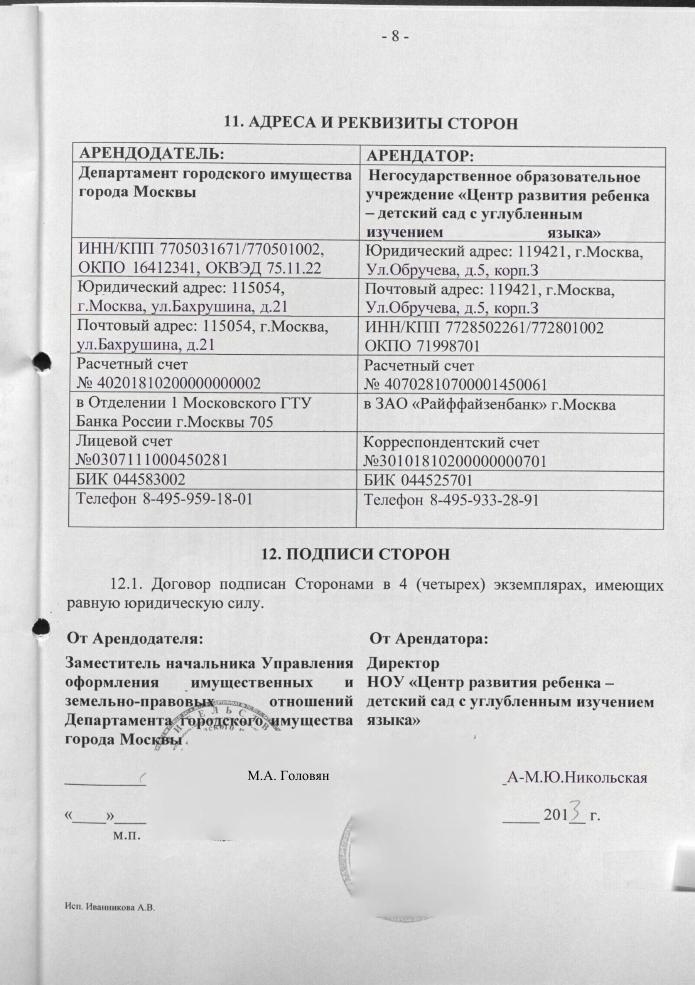 - 8 -
11. АДРЕСА И РЕКВИЗИТЫ СТОРОН
АРЕНДОДАТЕЛЬ:
АРЕНДАТОР:
Департамент городского имущества
города Москвы
Негосударственное образовательное
учреждение «Центр развития ребенка
– детский сад с углубленным
изучением языка»
ИНН/КПП 7705031671/770501002,
ОКПО 16412341, ОКВЭД 75.11.22
Юридический адрес: 119421, г.Москва,
Ул.Обручева, д.5, корп.3
Юридический адрес: 115054,
г.Москва, ул.Бахрушина, д.21
Почтовый адрес: 119421, г.Москва,
Ул.Обручева, д.5, корп.3
Почтовый адрес: 115054, г.Москва,
ул.Бахрушина, д.21
ИНН/КПП 7728502261/772801002
ОКПО 71998701
Расчетный счет
№ 40201810200000000002
Расчетный счет
№ 40702810700001450061
в Отделении 1 Московского ГТУ
Банка России г.Москвы 705
в ЗАО «Райффайзенбанк» г.Москва
Лицевой счет
№0307111000450281
Корреспондентский счет
№30101810200000000701
БИК 044583002
БИК 044525701
Телефон 8-495-959-18-01
Телефон 8-495-933-28-91
12. ПОДПИСИ СТОРОН
12.1. Договор подписан Сторонами в 4 (четырех) экземплярах, имеющих
равную юридическую силу.
От Арендодателя:
От Арендатора:
Заместитель начальника Управления
оформления имущественных и
земельно-правовых отношений
Департамента городского имущества
города Москвы
Директор
НОУ «Центр развития ребенка –
детский сад с углубленным изучением
языка»
М.А. Головян
_А-М.Ю.Никольская
«____»____
____ 2013 г.
м.п.
Исп. Иванникова А.В.